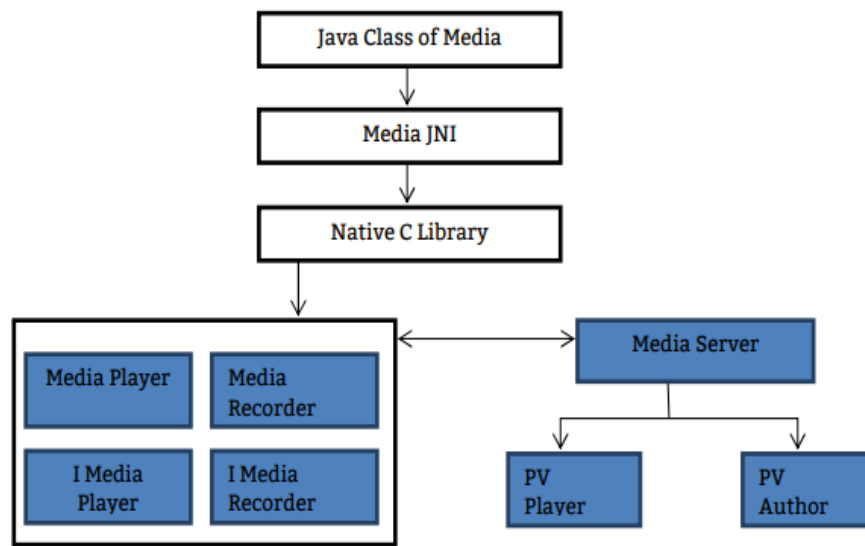 Java Class of Media
Media JNI
Native C Library
Media Player
Media
Recorder
I Media
Player
I Media
Recorder
Media Server
PV
Player
PV
Author